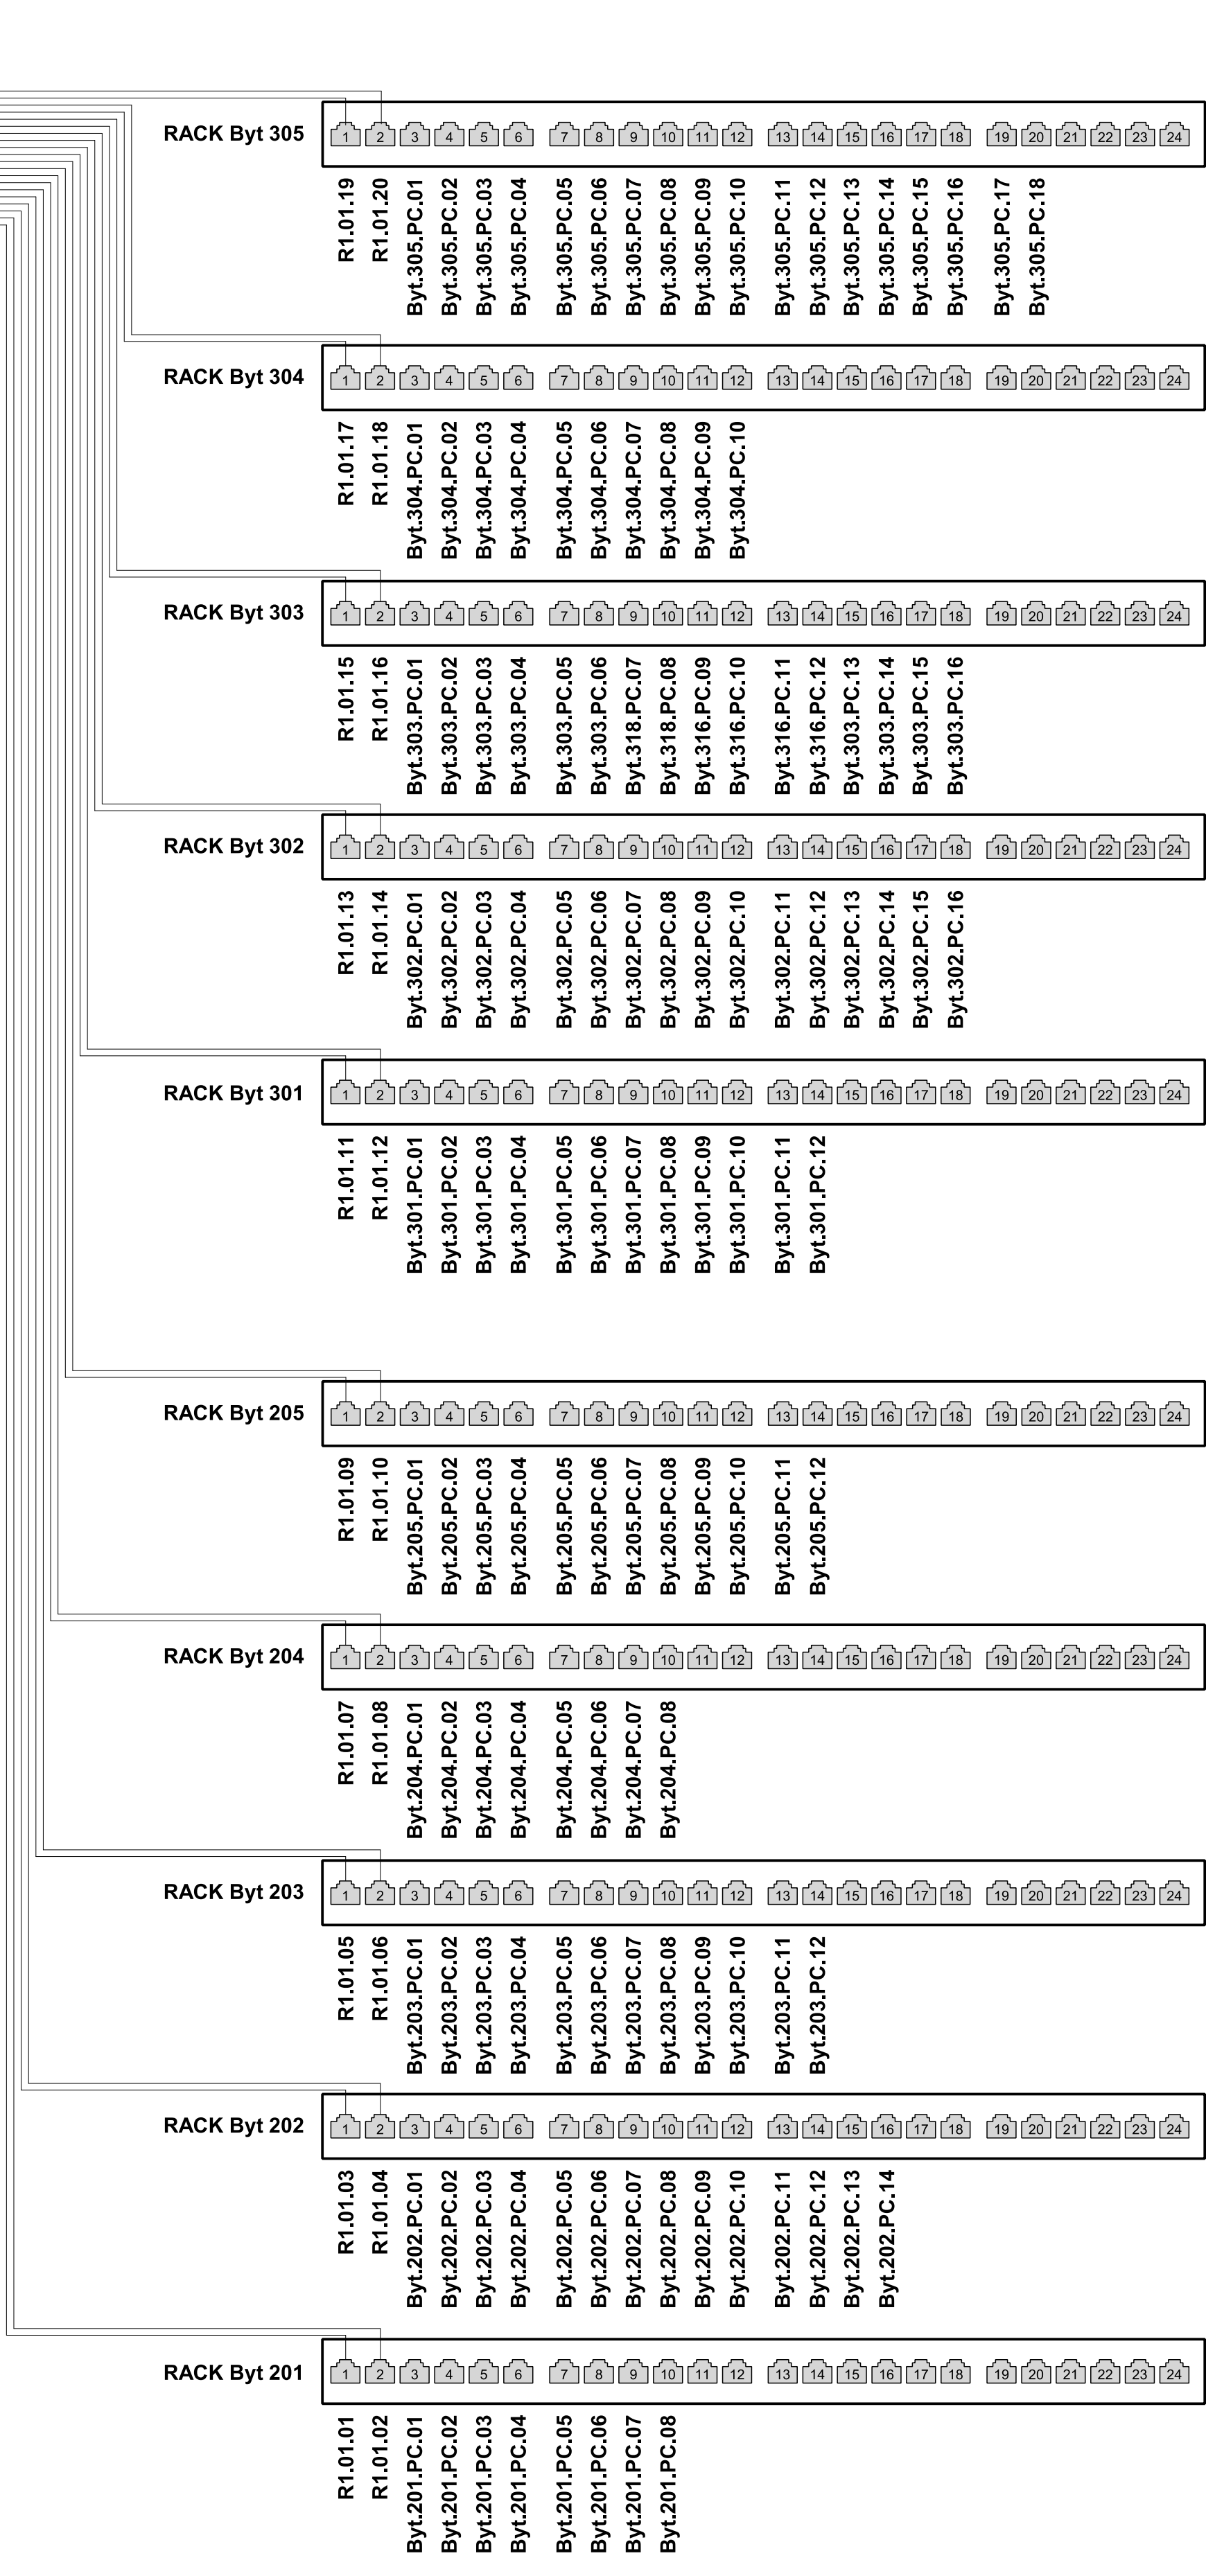 RACK Byt 305
1 2 3 4 5 6 7 8 9 10 11 12 13 14 15 16 17 18 19 20 21 22 23 24
R1.01.19
R1.01.20
Byt.305.PC.01
Byt.305.PC.02
Byt.305.PC.03
Byt.305.PC.04
Byt.305.PC.05
Byt.305.PC.06
Byt.305.PC.07
Byt.305.PC.08
Byt.305.PC.09
Byt.305.PC.10
Byt.305.PC.11
Byt.305.PC.12
Byt.305.PC.13
Byt.305.PC.14
Byt.305.PC.15
Byt.305.PC.16
Byt.305.PC.17
Byt.305.PC.18
RACK Byt 304
1 2 3 4 5 6 7 8 9 10 11 12 13 14 15 16 17 18 19 20 21 22 23 24
R1.01.17
R1.01.18
Byt.304.PC.01
Byt.304.PC.02
Byt.304.PC.03
Byt.304.PC.04
Byt.304.PC.05
Byt.304.PC.06
Byt.304.PC.07
Byt.304.PC.08
Byt.304.PC.09
Byt.304.PC.10
RACK Byt 303
1 2 3 4 5 6 7 8 9 10 11 12 13 14 15 16 17 18 19 20 21 22 23 24
R1.01.15
R1.01.16
Byt.303.PC.01
Byt.303.PC.02
Byt.303.PC.03
Byt.303.PC.04
Byt.303.PC.05
Byt.303.PC.06
Byt.318.PC.07
Byt.318.PC.08
Byt.316.PC.09
Byt.316.PC.10
Byt.316.PC.11
Byt.316.PC.12
Byt.303.PC.13
Byt.303.PC.14
Byt.303.PC.15
Byt.303.PC.16
RACK Byt 302
1 2 3 4 5 6 7 8 9 10 11 12 13 14 15 16 17 18 19 20 21 22 23 24
R1.01.13
R1.01.14
Byt.302.PC.01
Byt.302.PC.02
Byt.302.PC.03
Byt.302.PC.04
Byt.302.PC.05
Byt.302.PC.06
Byt.302.PC.07
Byt.302.PC.08
Byt.302.PC.09
Byt.302.PC.10
Byt.302.PC.11
Byt.302.PC.12
Byt.302.PC.13
Byt.302.PC.14
Byt.302.PC.15
Byt.302.PC.16
RACK Byt 301
1 2 3 4 5 6 7 8 9 10 11 12 13 14 15 16 17 18 19 20 21 22 23 24
R1.01.11
R1.01.12
Byt.301.PC.01
Byt.301.PC.02
Byt.301.PC.03
Byt.301.PC.04
Byt.301.PC.05
Byt.301.PC.06
Byt.301.PC.07
Byt.301.PC.08
Byt.301.PC.09
Byt.301.PC.10
Byt.301.PC.11
Byt.301.PC.12
RACK Byt 205
1 2 3 4 5 6 7 8 9 10 11 12 13 14 15 16 17 18 19 20 21 22 23 24
R1.01.09
R1.01.10
Byt.205.PC.01
Byt.205.PC.02
Byt.205.PC.03
Byt.205.PC.04
Byt.205.PC.05
Byt.205.PC.06
Byt.205.PC.07
Byt.205.PC.08
Byt.205.PC.09
Byt.205.PC.10
Byt.205.PC.11
Byt.205.PC.12
RACK Byt 204
1 2 3 4 5 6 7 8 9 10 11 12 13 14 15 16 17 18 19 20 21 22 23 24
R1.01.07
R1.01.08
Byt.204.PC.01
Byt.204.PC.02
Byt.204.PC.03
Byt.204.PC.04
Byt.204.PC.05
Byt.204.PC.06
Byt.204.PC.07
Byt.204.PC.08
RACK Byt 203
1 2 3 4 5 6 7 8 9 10 11 12 13 14 15 16 17 18 19 20 21 22 23 24
R1.01.05
R1.01.06
Byt.203.PC.01
Byt.203.PC.02
Byt.203.PC.03
Byt.203.PC.04
Byt.203.PC.05
Byt.203.PC.06
Byt.203.PC.07
Byt.203.PC.08
Byt.203.PC.09
Byt.203.PC.10
Byt.203.PC.11
Byt.203.PC.12
RACK Byt 202
1 2 3 4 5 6 7 8 9 10 11 12 13 14 15 16 17 18 19 20 21 22 23 24
R1.01.03
R1.01.04
Byt.202.PC.01
Byt.202.PC.02
Byt.202.PC.03
Byt.202.PC.04
Byt.202.PC.05
Byt.202.PC.06
Byt.202.PC.07
Byt.202.PC.08
Byt.202.PC.09
Byt.202.PC.10
Byt.202.PC.11
Byt.202.PC.12
Byt.202.PC.13
Byt.202.PC.14
RACK Byt 201
1 2 3 4 5 6 7 8 9 10 11 12 13 14 15 16 17 18 19 20 21 22 23 24
R1.01.01
R1.01.02
Byt.201.PC.01
Byt.201.PC.02
Byt.201.PC.03
Byt.201.PC.04
Byt.201.PC.05
Byt.201.PC.06
Byt.201.PC.07
Byt.201.PC.08